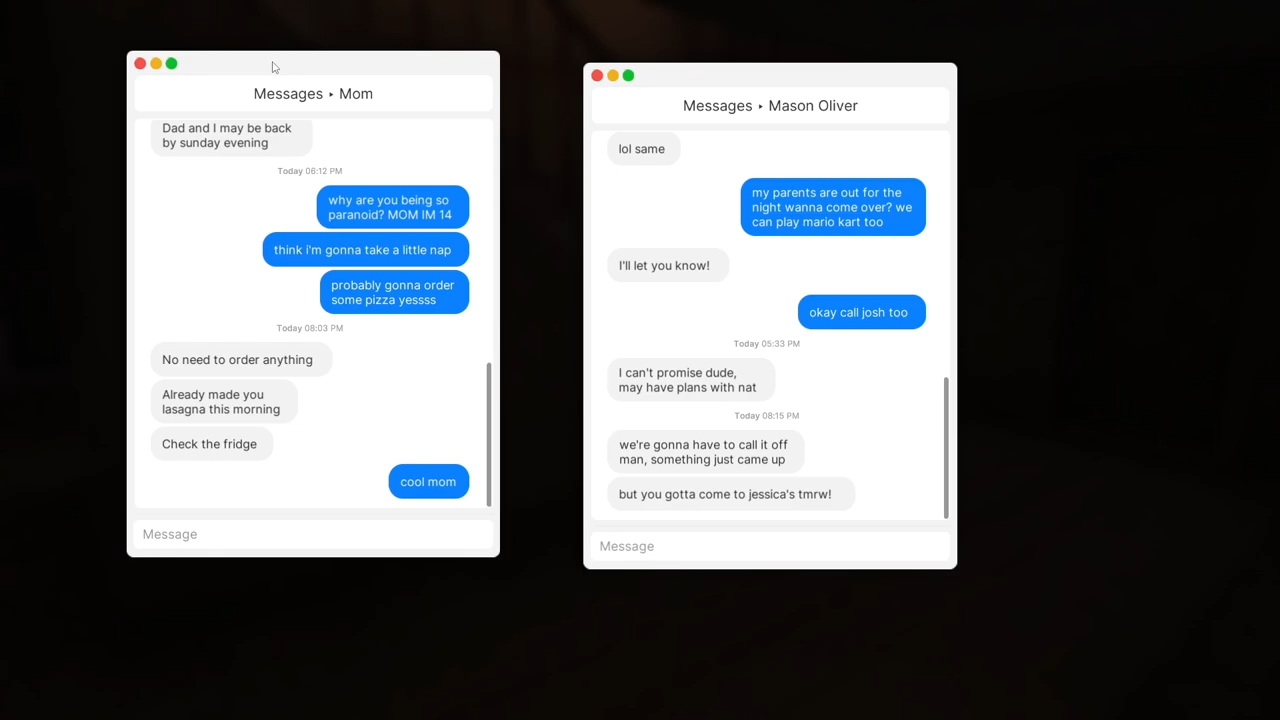 Messages ‣ Mom
Dad and I may be back
by sunday evening
Today 06:12 PM
why are you being so
paranoid? MOM IM 14
think i'm gonna take a little nap
probably gonna order
some pizza yessss
Today 08:03 PM
No need to order anything
Already made you
lasagna this morning
Check the fridge
cool mom
Message
Messages ‣ Mason Oliver
lol same
my parents are out for the
night wanna come over? we
can play mario kart too
I'll let you know!
okay call josh too
Today 05:33 PM
I can't promise dude,
may have plans with nat
Today 08:15 PM
we're gonna have to call it off
man, something just came up
but you gotta come to jessica's tmrw!
Message